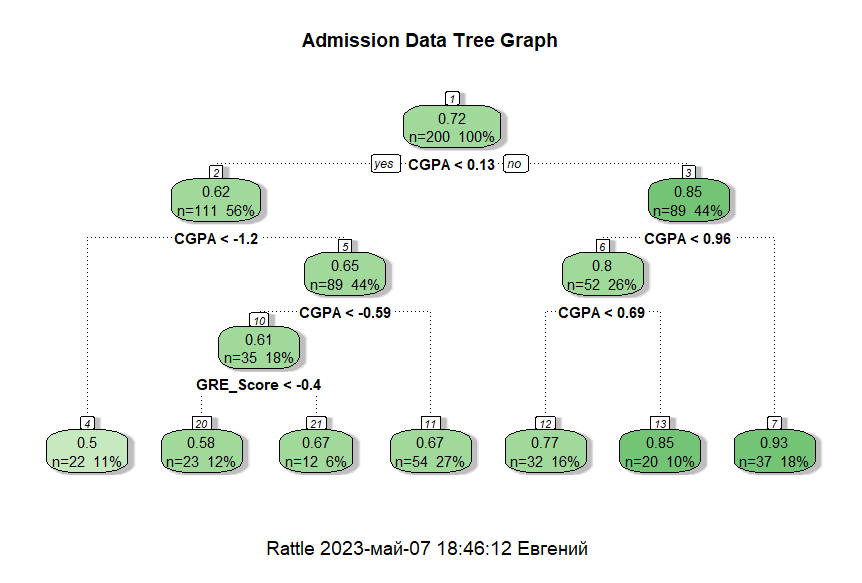 Admission Data Tree Graph
1
0.72
n=200 100%
yes CGPA < 0.13 no
2
0.62
n=111 56%
3
0.85
n=89 44%
CGPA < -1.2
CGPA < 0.96
5
0.65
n=89 44%
6
0.8
n=52 26%
CGPA < -0.59
CGPA < 0.69
10
0.61
n=35 18%
GRE_Score < -0.4
4
0.5
n=22 11%
20
0.58
n=23 12%
21
0.67
n=12 6%
11
0.67
n=54 27%
12
0.77
n=32 16%
13
0.85
n=20 10%
7
0.93
n=37 18%
Rattle 2023-май-07 18:46:12 Евгений